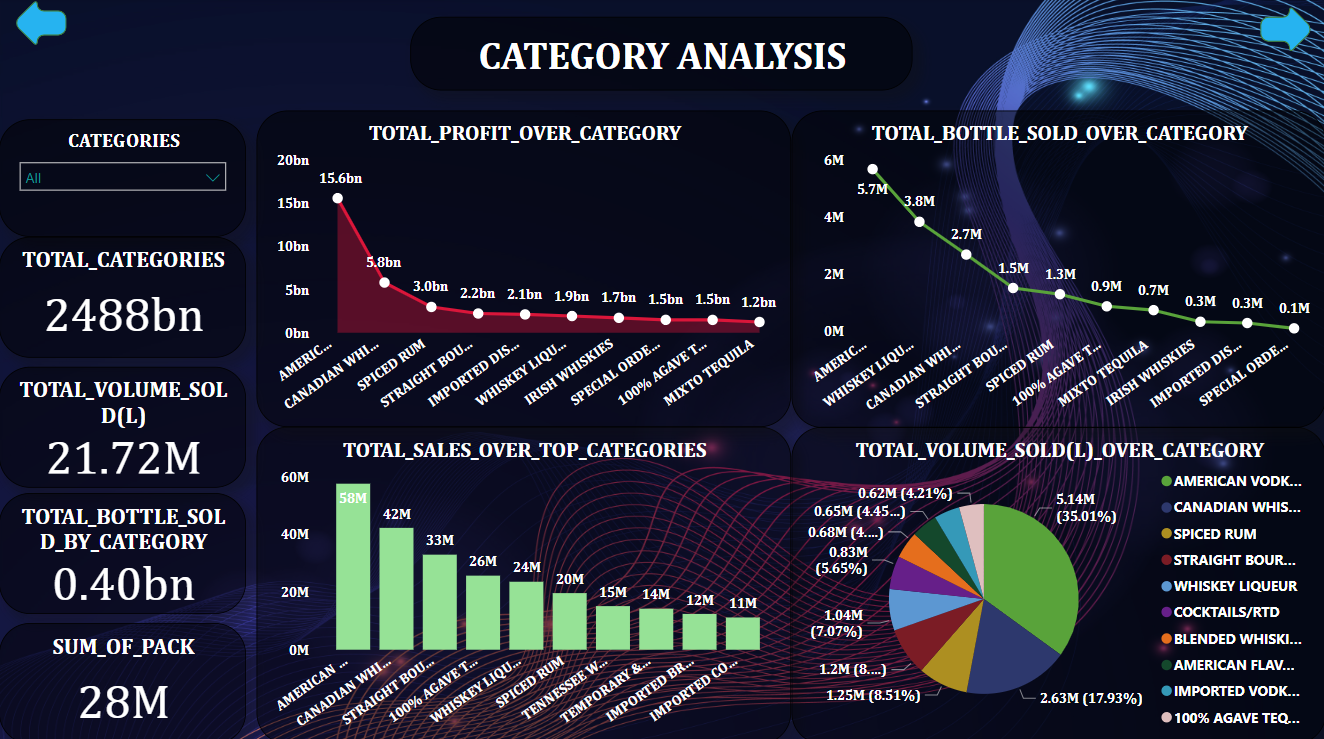 CATEGORY ANALYSIS
CATEGORIES
All
TOTAL_CATEGORIES
2488bn
TOTAL_VOLUME_SOL
D(L)
21.72M
TOTAL_BOTTLE_SOL
D_BY_CATEGORY
0.40bn
SUM_OF_PACK
28M
TOTAL_PROFIT_OVER_CATEGORY
20bn
15bn
10bn
5bn
0bn
15.6bn
5.8bn
3.0bn
2.2bn
2.1bn
1.9bn
1.7bn
1.5bn
1.5bn
1.2bn
AMERIC...
CANADIAN WHI...
SPICED RUM
STRAIGHT BOU...
IMPORTED DIS...
WHISKEY LIQU...
IRISH WHISKIES
SPECIAL ORDE...
100% AGAVE T...
MIXTO TEQUILA
TOTAL_BOTTLE_SOLD_OVER_CATEGORY
6M
4M
2M
0M
5.7M
3.8M
2.7M
1.5M
1.3M
0.9M
0.7M
0.3M
0.3M
0.1M
AMERIC...
WHISKEY LIQU...
CANADIAN WHI...
STRAIGHT BOU...
SPICED RUM
100% AGAVE T...
MIXTO TEQUILA
IRISH WHISKIES
IMPORTED DIS...
SPECIAL ORDE...
TOTAL_SALES_OVER_TOP_CATEGORIES
60M
40M
20M
0M
58M
42M
33M
26M
24M
20M
15M
14M
12M
11M
AMERICAN ...
CANADIAN WHI...
STRAIGHT BOU...
100% AGAVE T...
WHISKEY LIQU...
SPICED RUM
TENNESSEE W...
TEMPORARY &...
IMPORTED BR...
IMPORTED CO...
TOTAL_VOLUME_SOLD(L)_OVER_CATEGORY
5.14M
(35.01%)
2.63M (17.93%)
1.25M (8.51%)
1.2M (8....)
1.04M
(7.07%)
0.83M
(5.65%)
0.68M (4....)
0.65M (4.45...)
0.62M (4.21%)
AMERICAN VODK...
CANADIAN WHIS...
SPICED RUM
STRAIGHT BOUR...
WHISKEY LIQUEUR
COCKTAILS/RTD
BLENDED WHISKI...
AMERICAN FLAV...
IMPORTED VODK...
100% AGAVE TEQ...